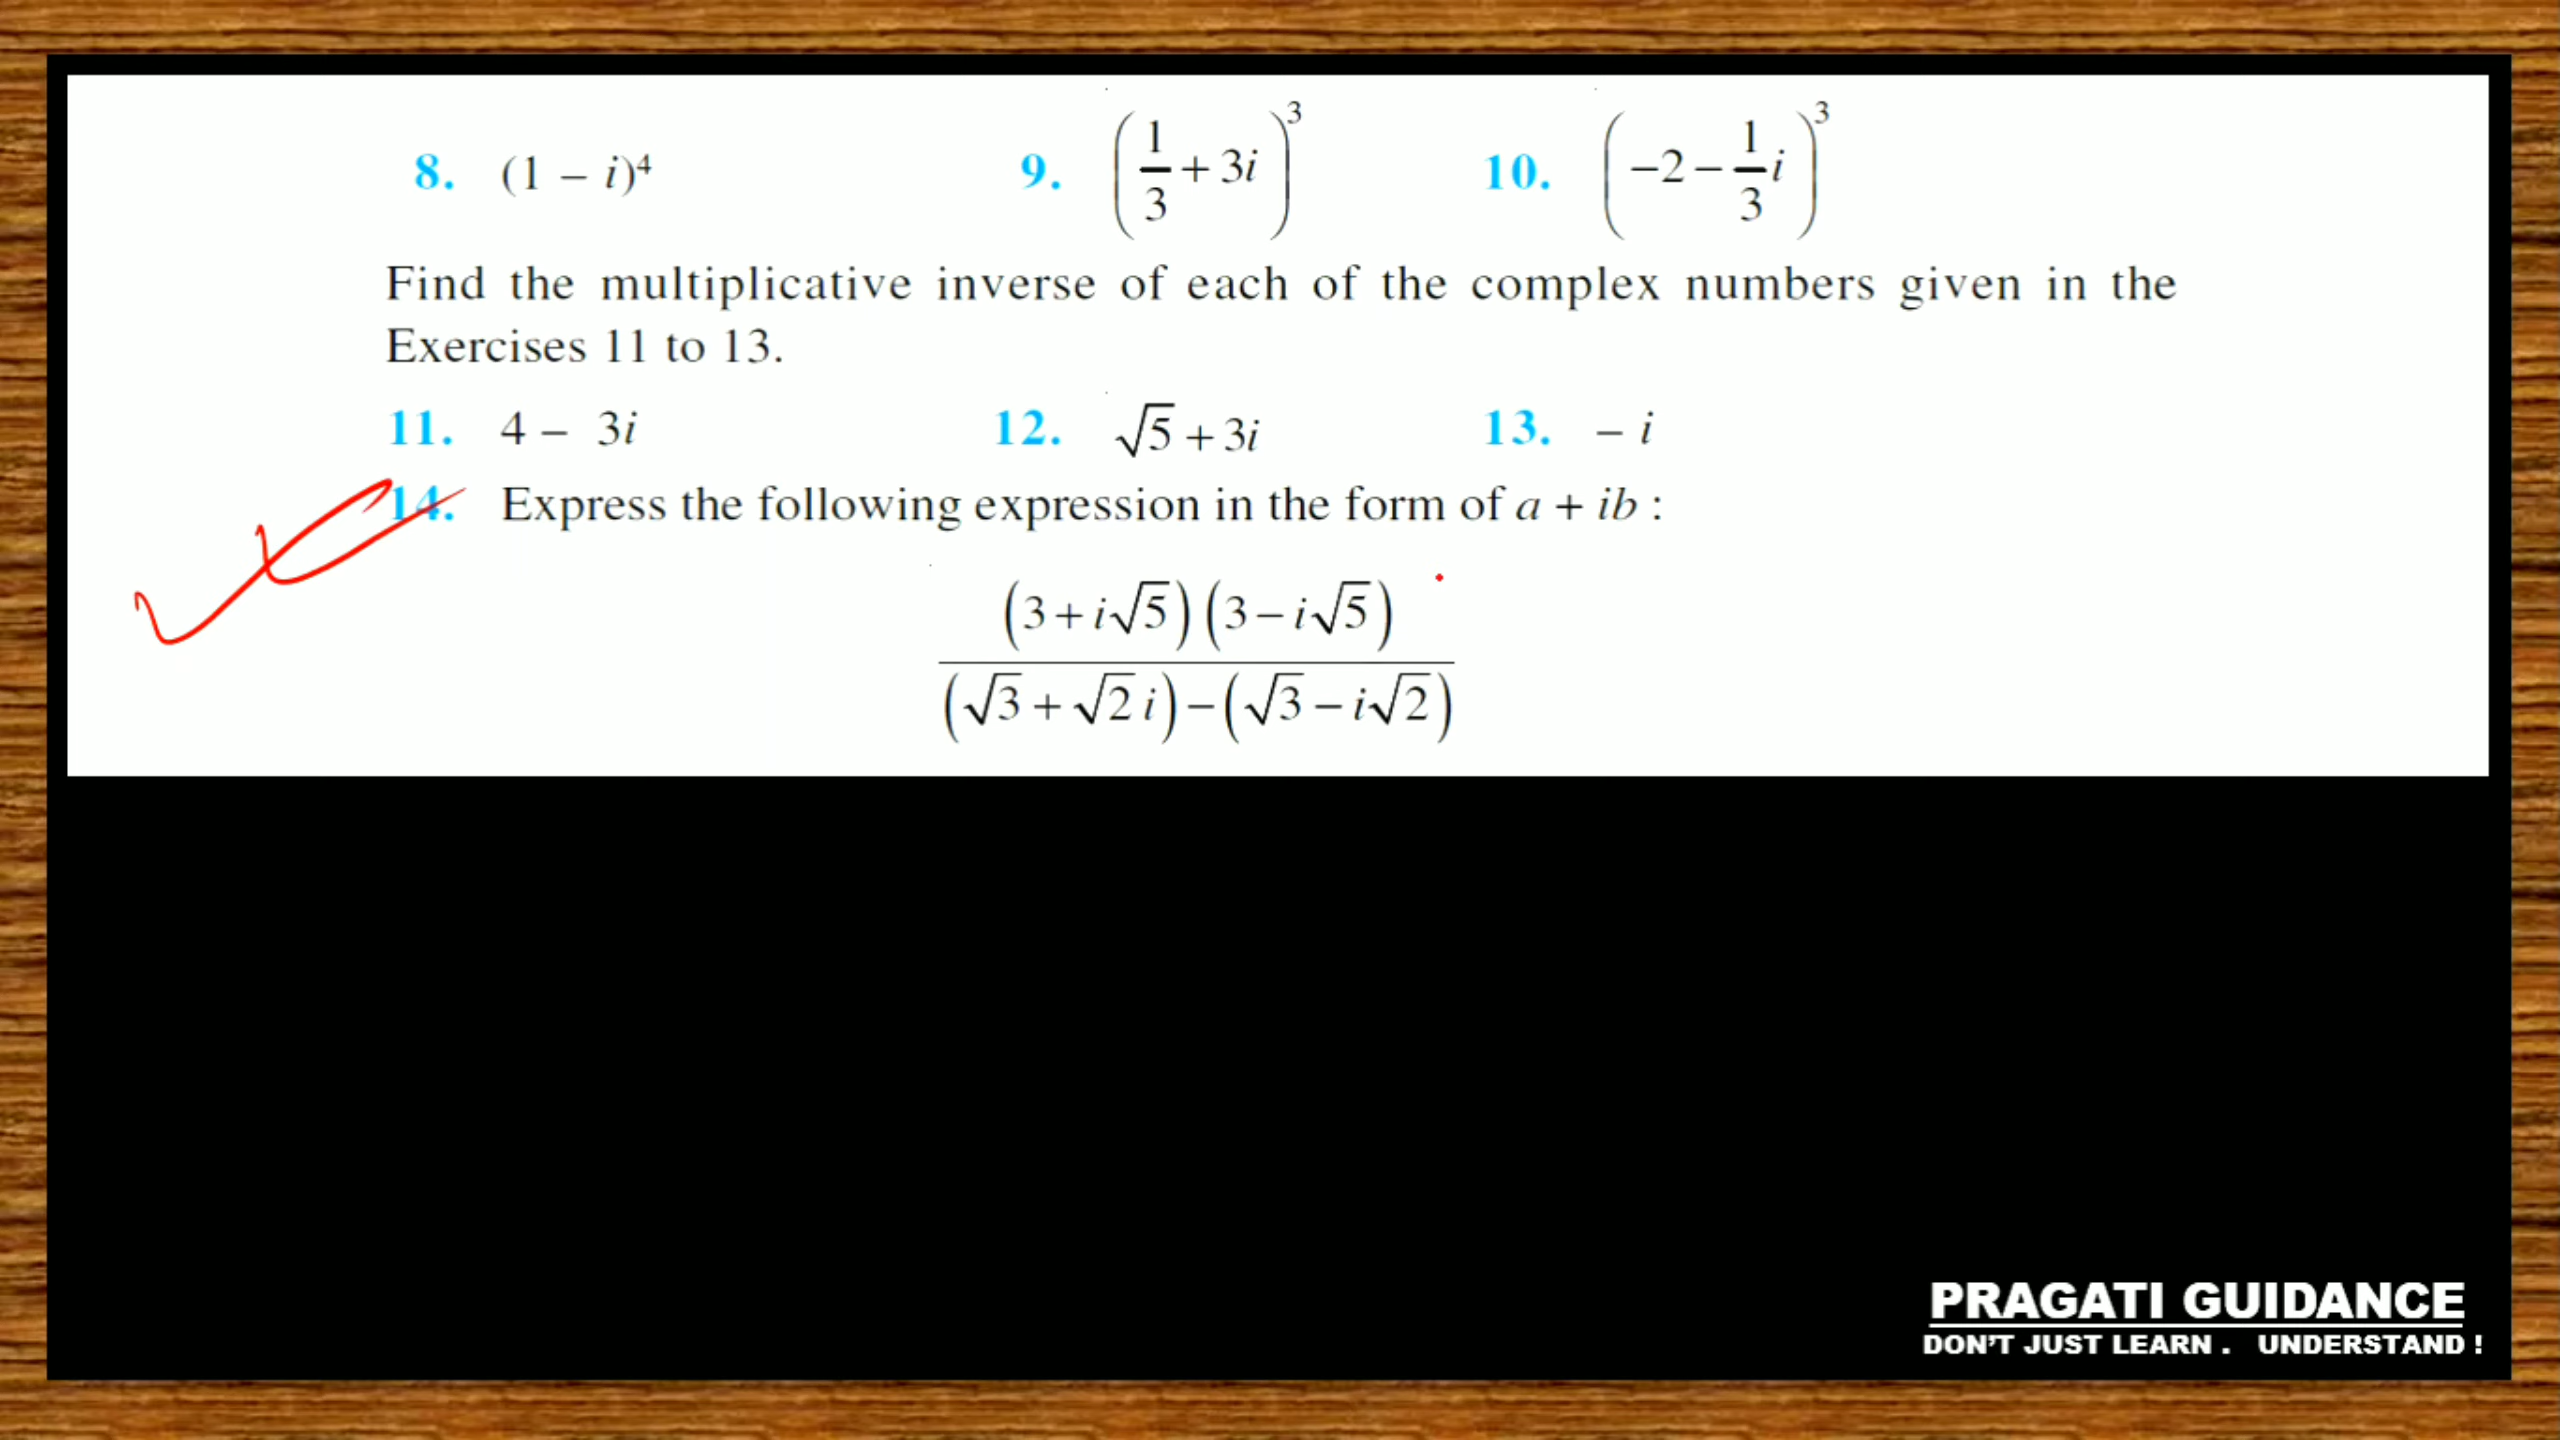 8. (1 – i)⁴ 9. (1/3 + 3i)³ 10. (–2 – 1/3 i)³
Find the multiplicative inverse of each of the complex numbers given in the
Exercises 11 to 13.
11. 4 – 3i 12. √5 + 3i 13. – i
14. Express the following expression in the form of a + ib :
(3 + i√5)(3 – i√5)
(√3 + √2 i) – (√3 – i√2)
PRAGATI GUIDANCE
DON'T JUST LEARN . UNDERSTAND !